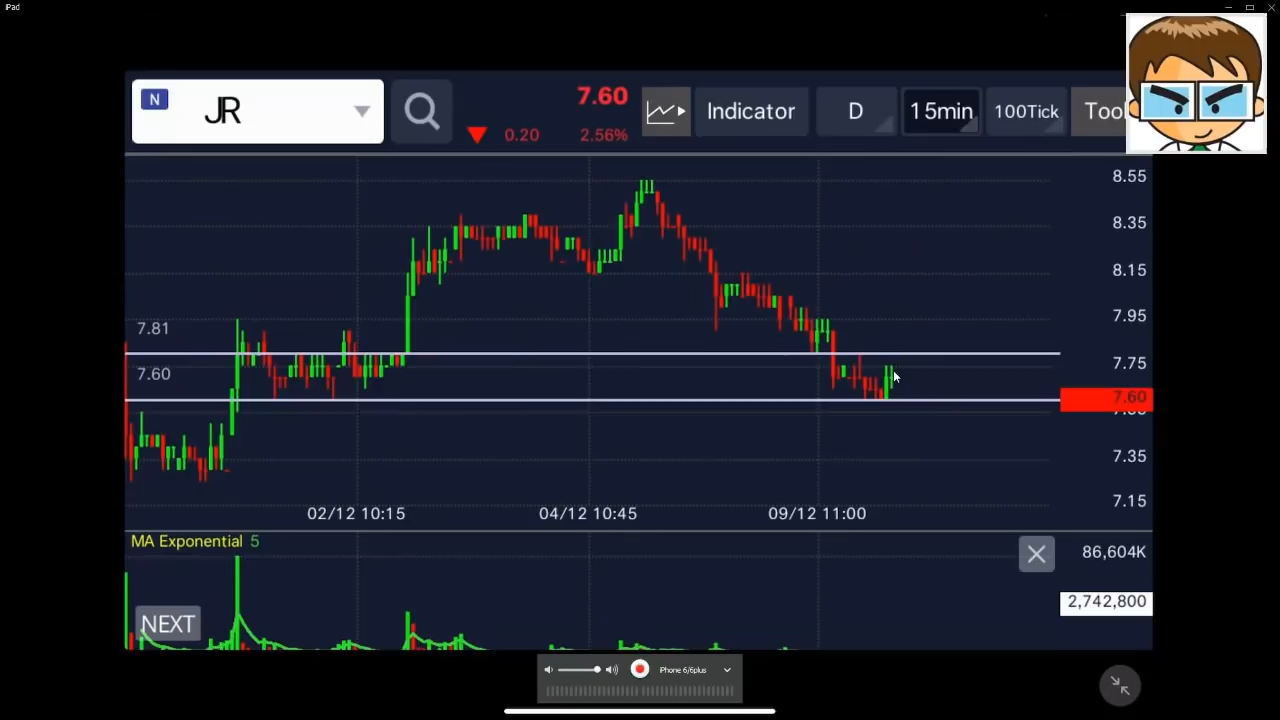 iPad
N
JR
7.60
0.20 2.56%
Indicator
D
15min
100Tick
Tool
8.55
8.35
8.15
7.95
7.81
7.75
7.60
7.60
7.35
7.15
02/12 10:15
04/12 10:45
09/12 11:00
MA Exponential 5
86,604K
2,742,800
NEXT
iPhone 6/6plus